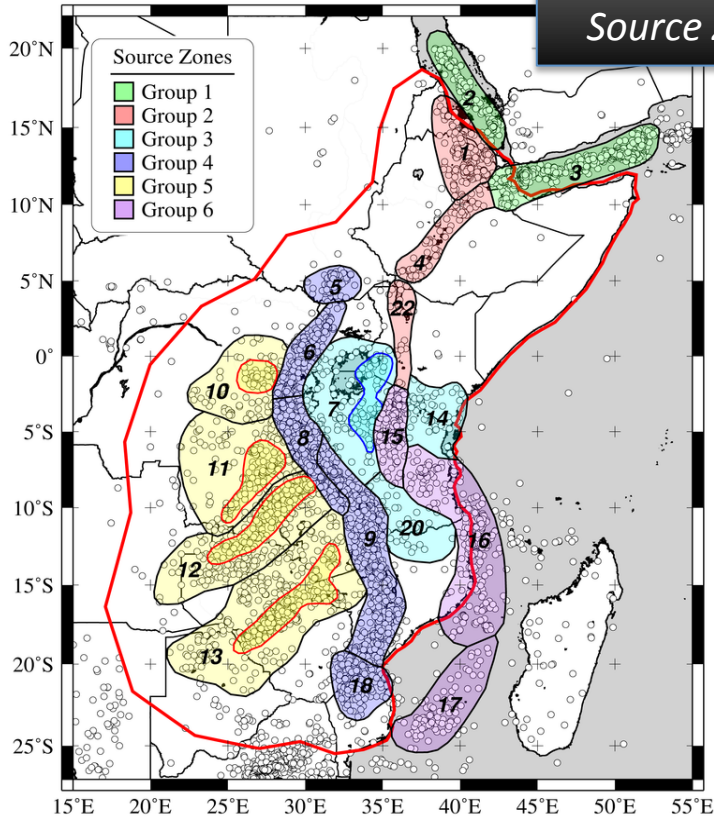 Source
Source Zones
Group 1
Group 2
Group 3
Group 4
Group 5
Group 6
20°N
15°N
10°N
5°N
0°
5°S
10°S
15°S
20°S
25°S
2
1
3
4
5
22
6
10
7
14
8
15
11
9
20
16
12
13
18
17
15°E
20°E
25°E
30°E
35°E
40°E
45°E
50°E
55°E